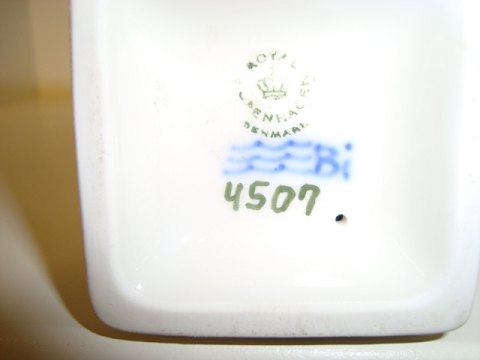 ROYAL
COPENHAGEN
DENMARK
Bi
4507